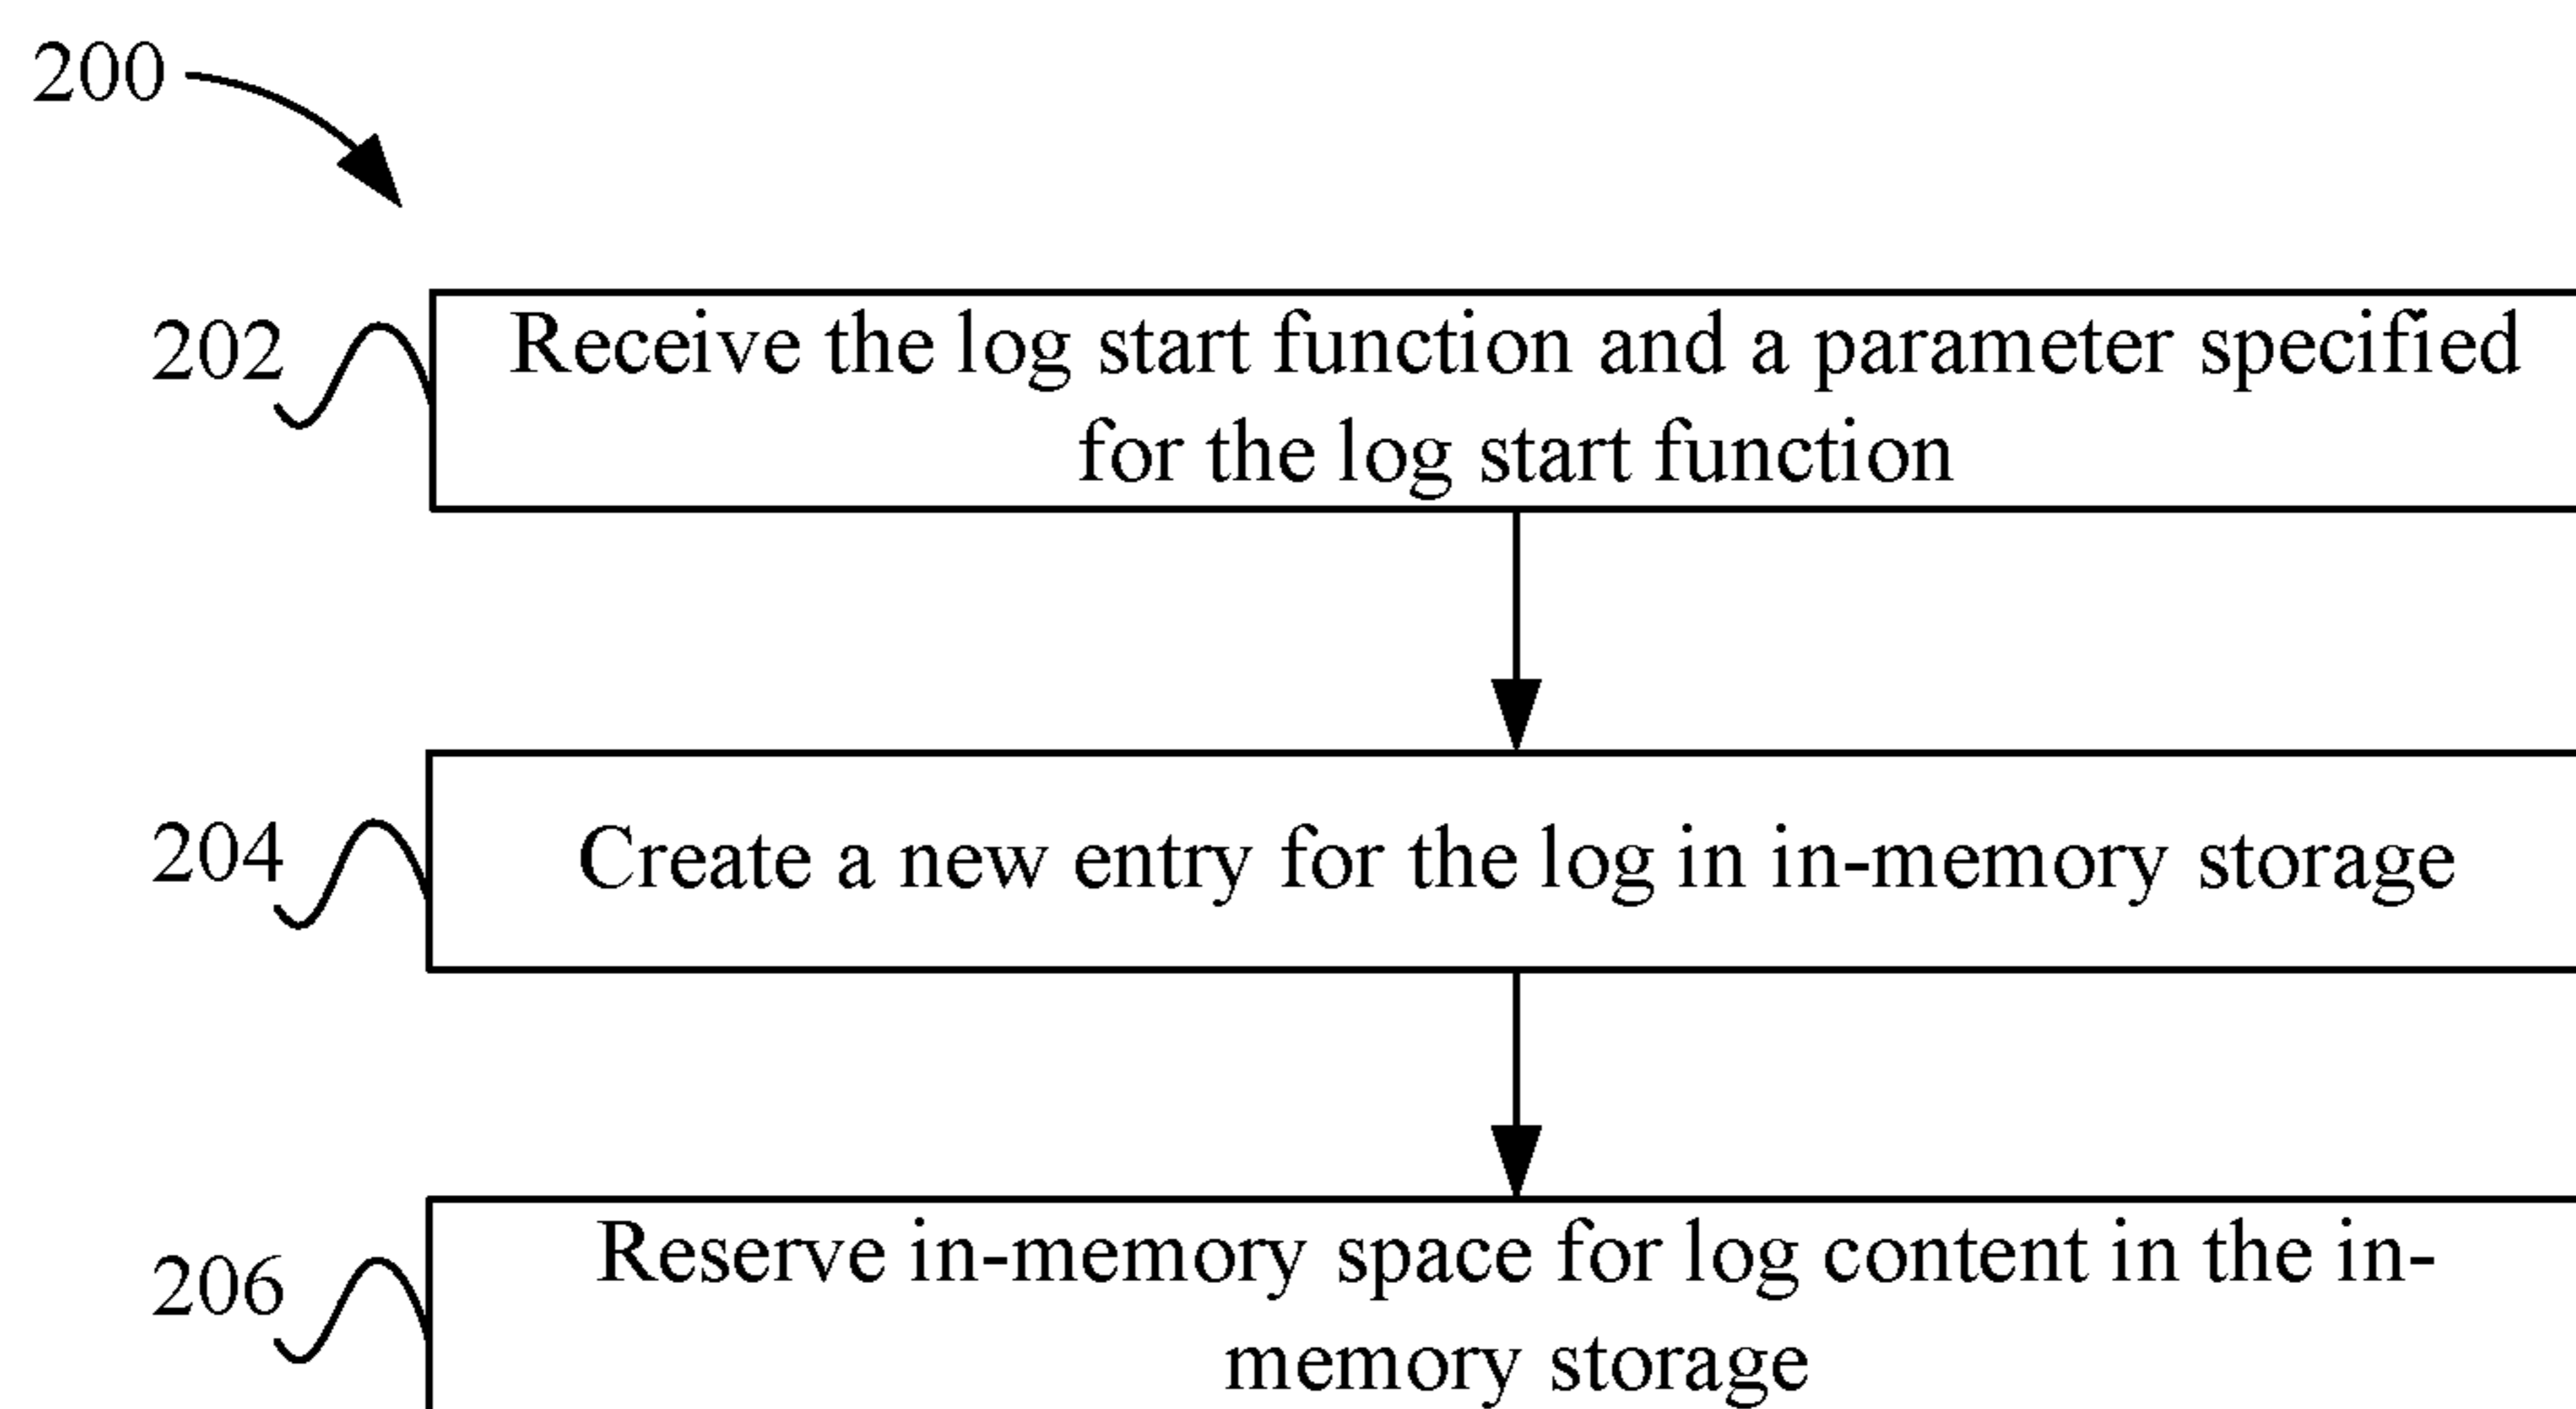 200
202
Receive the log start function and a parameter specified
for the log start function
204
Create a new entry for the log in in-memory storage
206
Reserve in-memory space for log content in the in-
memory storage